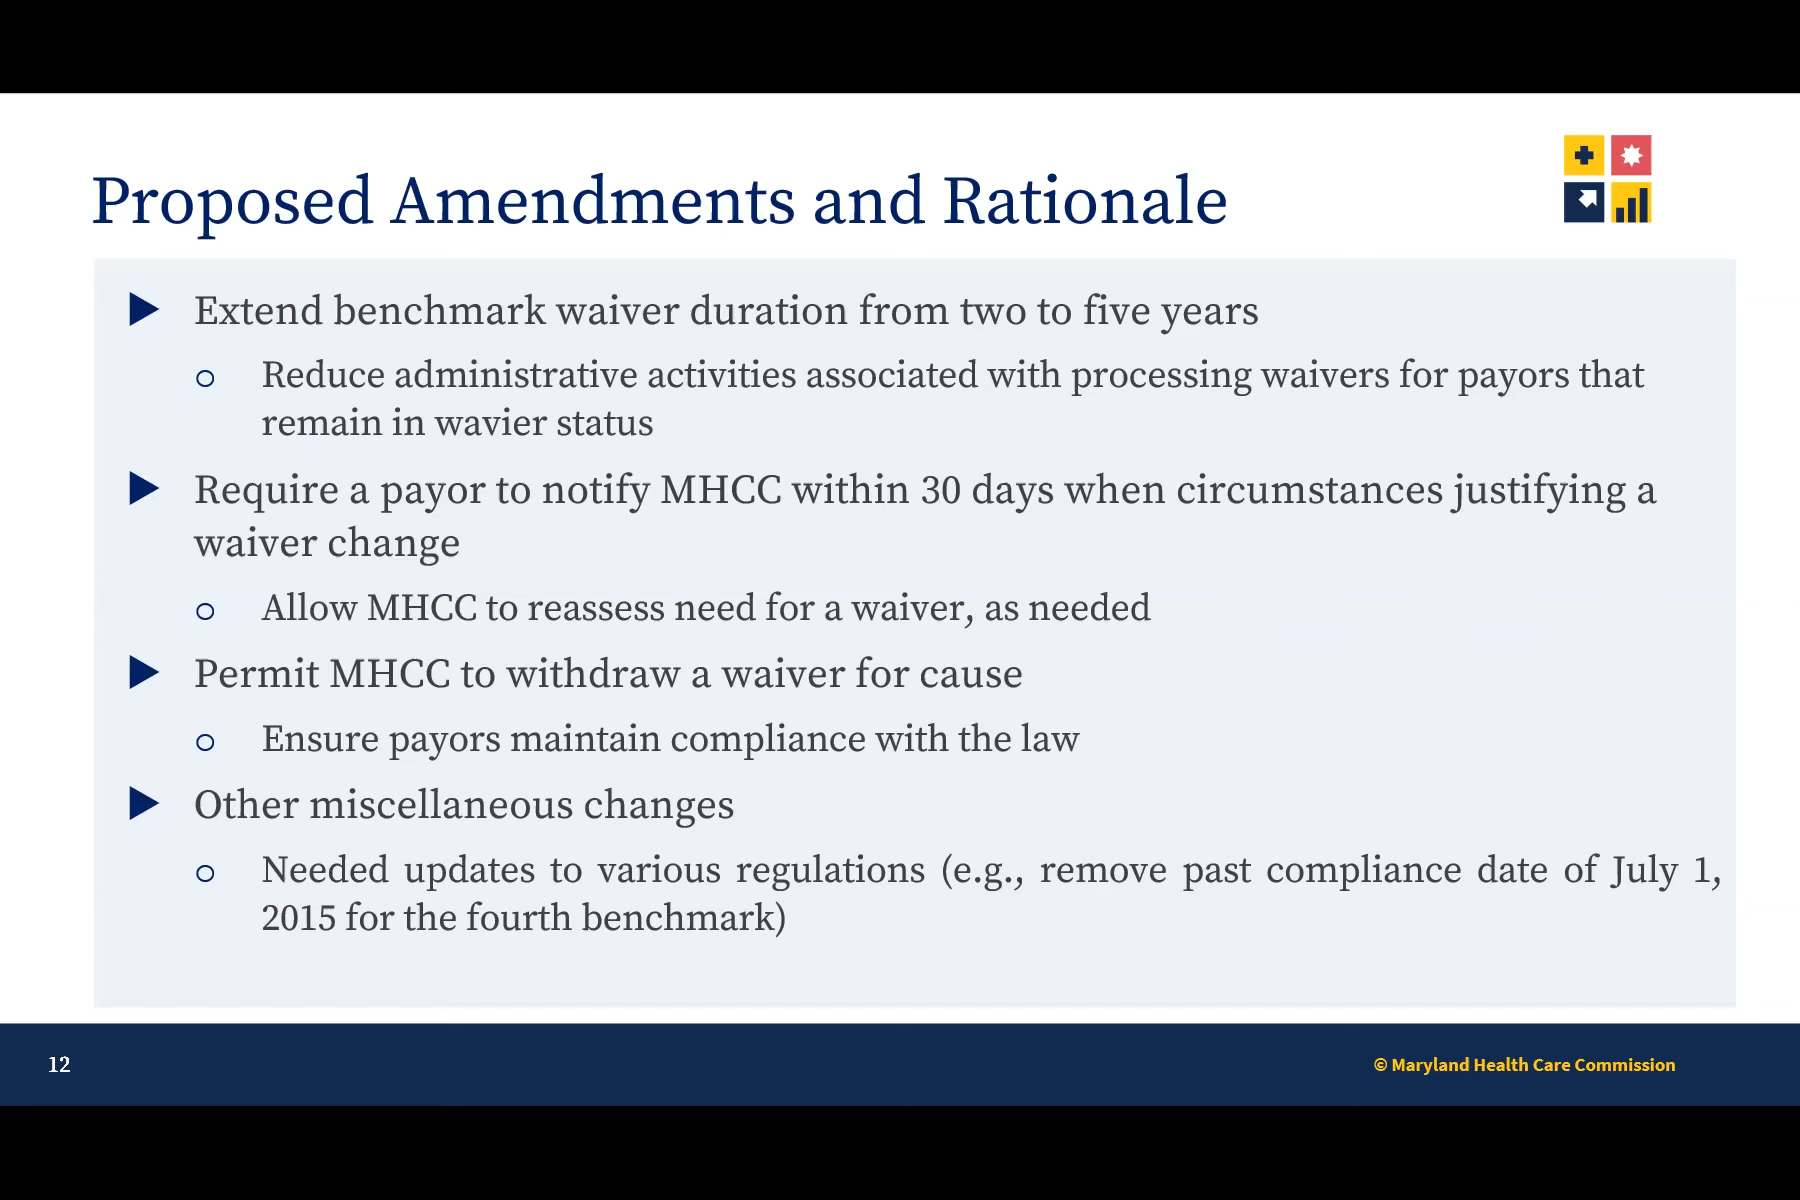 Proposed Amendments and Rationale
Extend benchmark waiver duration from two to five years
Reduce administrative activities associated with processing waivers for payors that
remain in wavier status
Require a payor to notify MHCC within 30 days when circumstances justifying a
waiver change
Allow MHCC to reassess need for a waiver, as needed
Permit MHCC to withdraw a waiver for cause
Ensure payors maintain compliance with the law
Other miscellaneous changes
Needed updates to various regulations (e.g., remove past compliance date of July 1,
2015 for the fourth benchmark)
12
© Maryland Health Care Commission